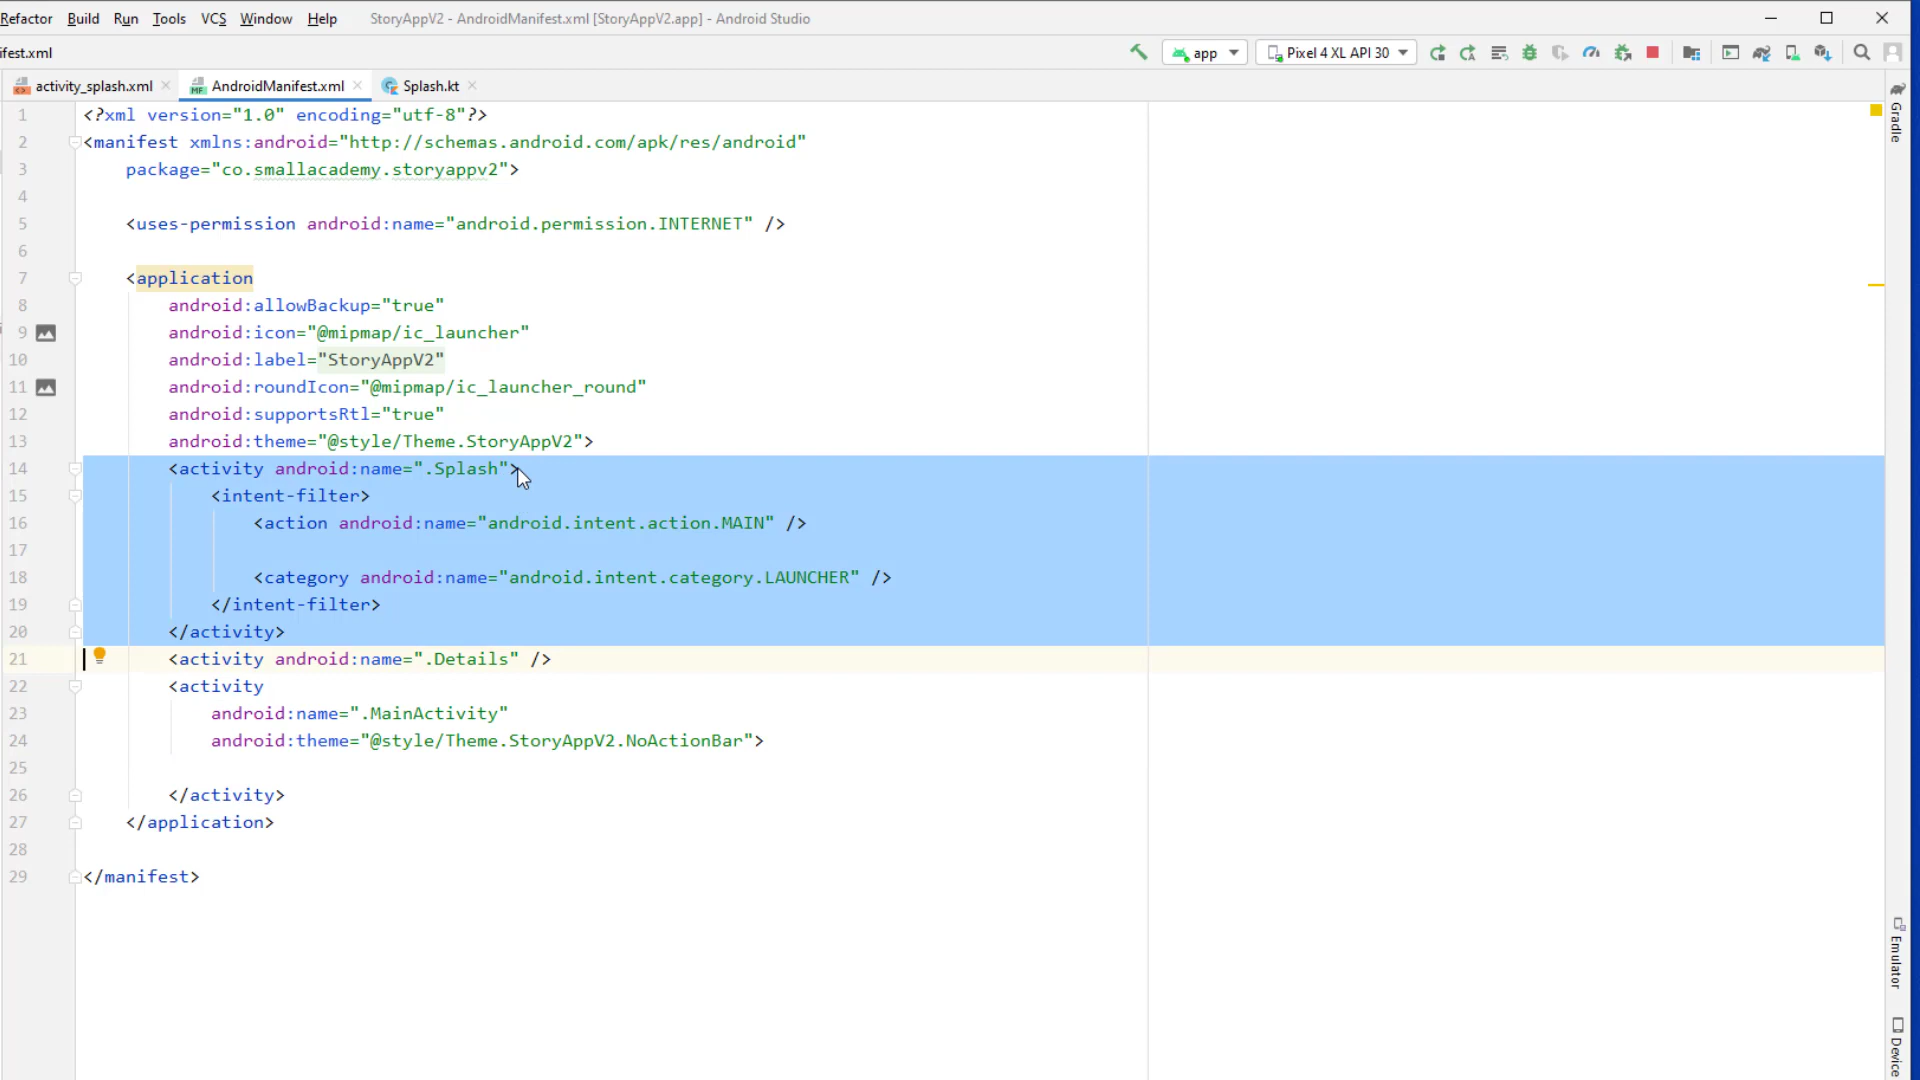 Refactor Build Run Tools VCS Window Help StoryAppV2 - AndroidManifest.xml [StoryAppV2.app] - Android Studio
ifest.xml app Pixel 4 XL API 30
activity_splash.xml AndroidManifest.xml Splash.kt
1 <?xml version="1.0" encoding="utf-8"?>
2 <manifest xmlns:android="http://schemas.android.com/apk/res/android"
3 package="co.smallacademy.storyappv2">
4
5 <uses-permission android:name="android.permission.INTERNET" />
6
7 <application
8 android:allowBackup="true"
9 android:icon="@mipmap/ic_launcher"
10 android:label="StoryAppV2"
11 android:roundIcon="@mipmap/ic_launcher_round"
12 android:supportsRtl="true"
13 android:theme="@style/Theme.StoryAppV2">
14 <activity android:name=".Splash">
15 <intent-filter>
16 <action android:name="android.intent.action.MAIN" />
17
18 <category android:name="android.intent.category.LAUNCHER" />
19 </intent-filter>
20 </activity>
21 <activity android:name=".Details" />
22 <activity
23 android:name=".MainActivity"
24 android:theme="@style/Theme.StoryAppV2.NoActionBar">
25
26 </activity>
27 </application>
28
29 </manifest>
Gradle
Emulator
Device